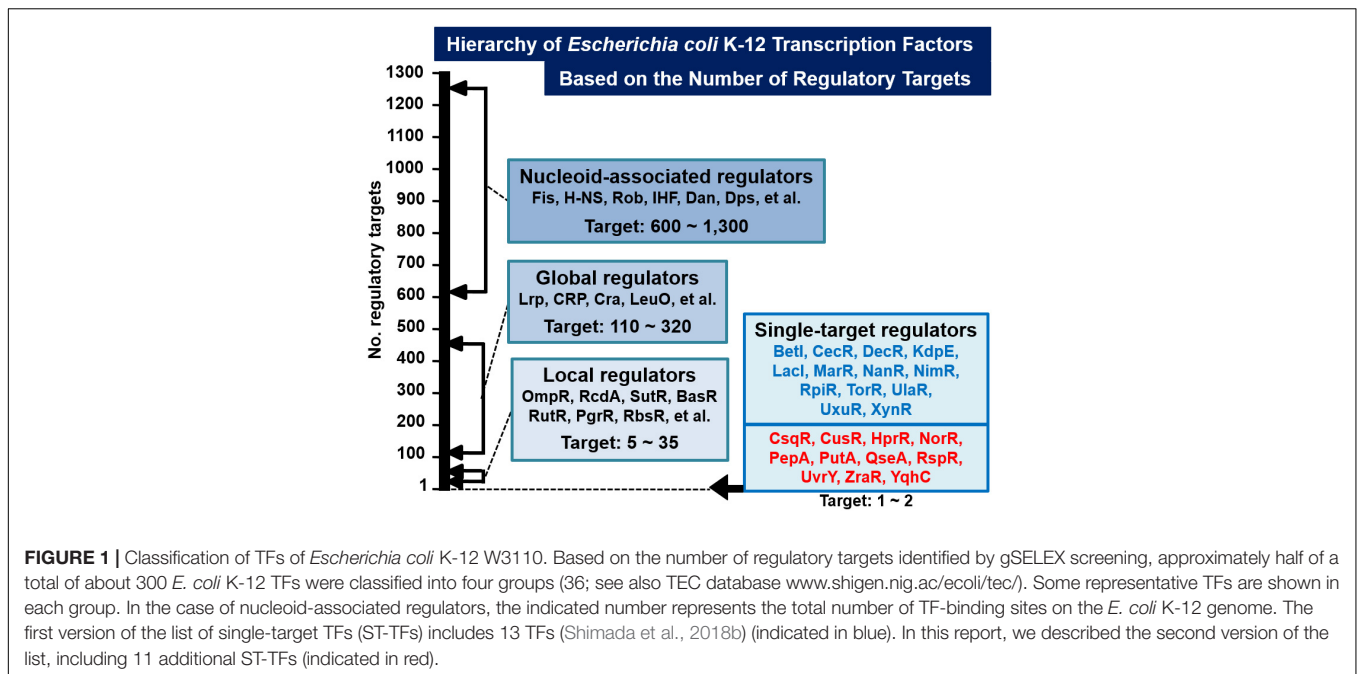 Hierarchy of Escherichia coli K-12 Transcription Factors
Based on the Number of Regulatory Targets
No. regulatory targets
1300
1200
1100
1000
900
800
700
600
500
400
300
200
100
1
Nucleoid-associated regulators
Fis, H-NS, Rob, IHF, Dan, Dps, et al.
Target: 600 ~ 1,300
Global regulators
Lrp, CRP, Cra, LeuO, et al.
Target: 110 ~ 320
Local regulators
OmpR, RcdA, SutR, BasR
RutR, PgrR, RbsR, et al.
Target: 5 ~ 35
Single-target regulators
BetI, CecR, DecR, KdpE,
LacI, MarR, NanR, NimR,
RpiR, TorR, UlaR,
UxuR, XynR
CsqR, CusR, HprR, NorR,
PepA, PutA, QseA, RspR,
UvrY, ZraR, YqhC
Target: 1 ~ 2
FIGURE 1 | Classification of TFs of Escherichia coli K-12 W3110. Based on the number of regulatory targets identified by gSELEX screening, approximately half of a
total of about 300 E. coli K-12 TFs were classified into four groups (36; see also TEC database www.shigen.nig.ac/ecoli/tec/). Some representative TFs are shown in
each group. In the case of nucleoid-associated regulators, the indicated number represents the total number of TF-binding sites on the E. coli K-12 genome. The
first version of the list of single-target TFs (ST-TFs) includes 13 TFs (Shimada et al., 2018b) (indicated in blue). In this report, we described the second version of the
list, including 11 additional ST-TFs (indicated in red).